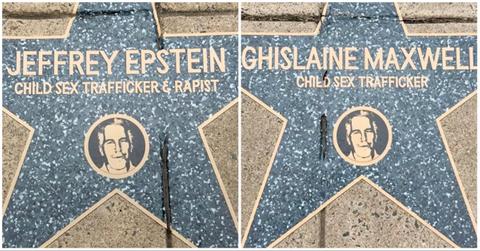 JEFFREY EPSTEIN
CHILD SEX TRAFFICKER & RAPIST
GHISLAINE MAXWELL
CHILD SEX TRAFFICKER